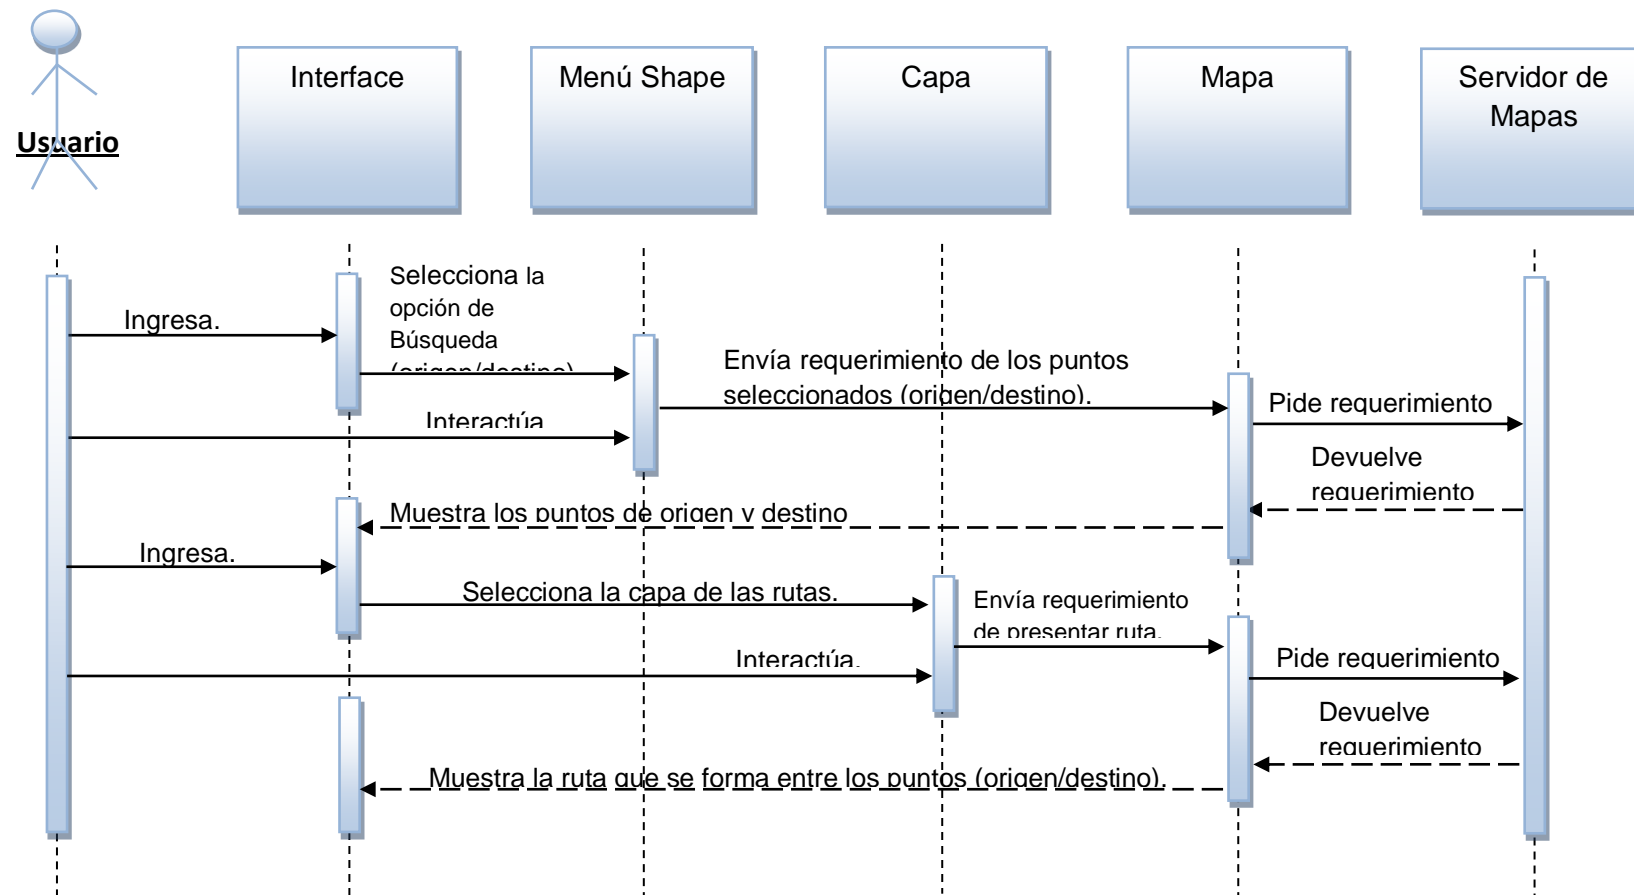 Usuario
Interface
Menú Shape
Capa
Mapa
Servidor de
Mapas
Selecciona la
opción de
Búsqueda
(origen/destino)
Ingresa.
Envía requerimiento de los puntos
seleccionados (origen/destino).
Pide requerimiento
Interactúa
Devuelve
requerimiento
Muestra los puntos de origen y destino
Ingresa.
Selecciona la capa de las rutas.
Envía requerimiento
de presentar ruta.
Interactúa.
Pide requerimiento
Devuelve
requerimiento
Muestra la ruta que se forma entre los puntos (origen/destino).